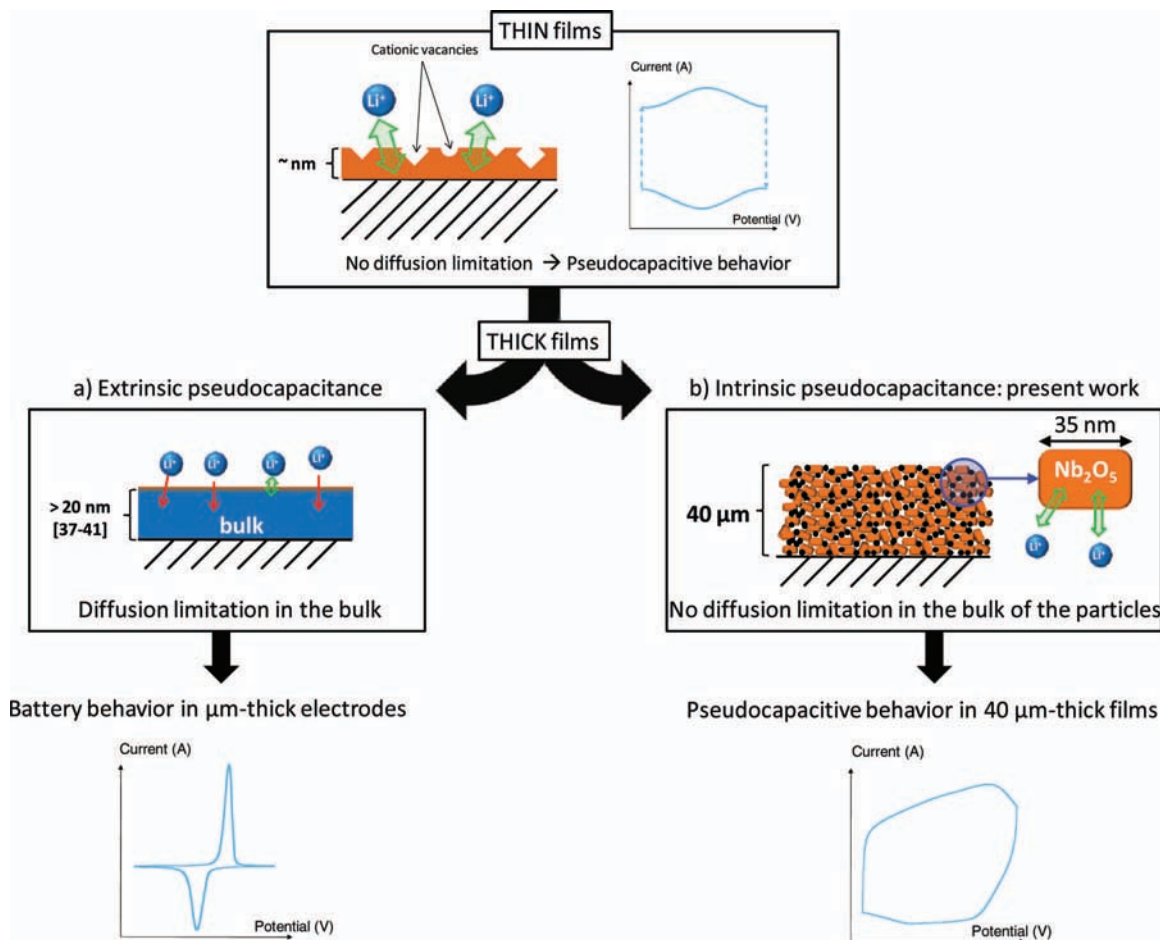 THIN films
Cationic vacancies
Li⁺ Li⁺
~ nm
Current (A)
Potential (V)
No diffusion limitation → Pseudocapacitive behavior
THICK films
a) Extrinsic pseudocapacitance
Li⁺ Li⁺ Li⁺ Li⁺
> 20 nm
[37-41]
bulk
Diffusion limitation in the bulk
Battery behavior in µm-thick electrodes
Current (A)
Potential (V)
b) Intrinsic pseudocapacitance: present work
35 nm
Nb₂O₅
40 µm
Li⁺ Li⁺
No diffusion limitation in the bulk of the particles
Pseudocapacitive behavior in 40 µm-thick films
Current (A)
Potential (V)